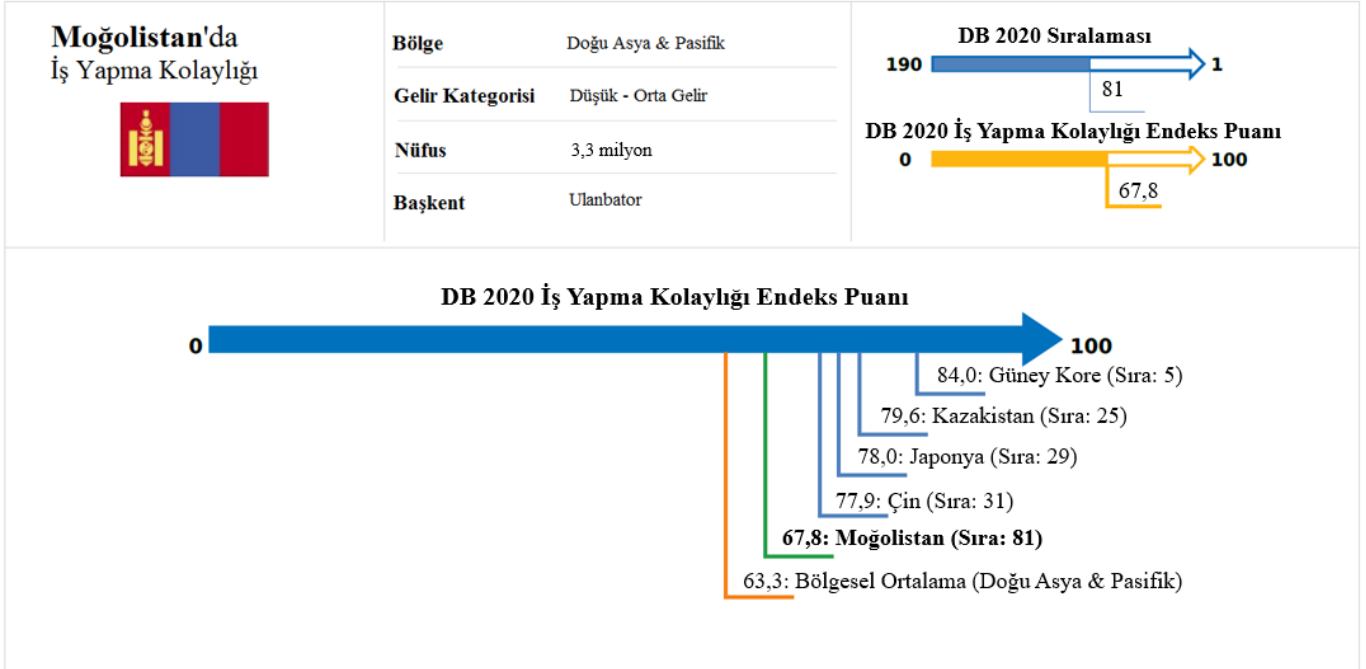 Moğolistan'da
İş Yapma Kolaylığı
Bölge Doğu Asya & Pasifik
Gelir Kategorisi Düşük - Orta Gelir
Nüfus 3,3 milyon
Başkent Ulanbator
DB 2020 Sıralaması
190 1
81
DB 2020 İş Yapma Kolaylığı Endeks Puanı
0 100
67,8
DB 2020 İş Yapma Kolaylığı Endeks Puanı
0 100
84,0: Güney Kore (Sıra: 5)
79,6: Kazakistan (Sıra: 25)
78,0: Japonya (Sıra: 29)
77,9: Çin (Sıra: 31)
67,8: Moğolistan (Sıra: 81)
63,3: Bölgesel Ortalama (Doğu Asya & Pasifik)